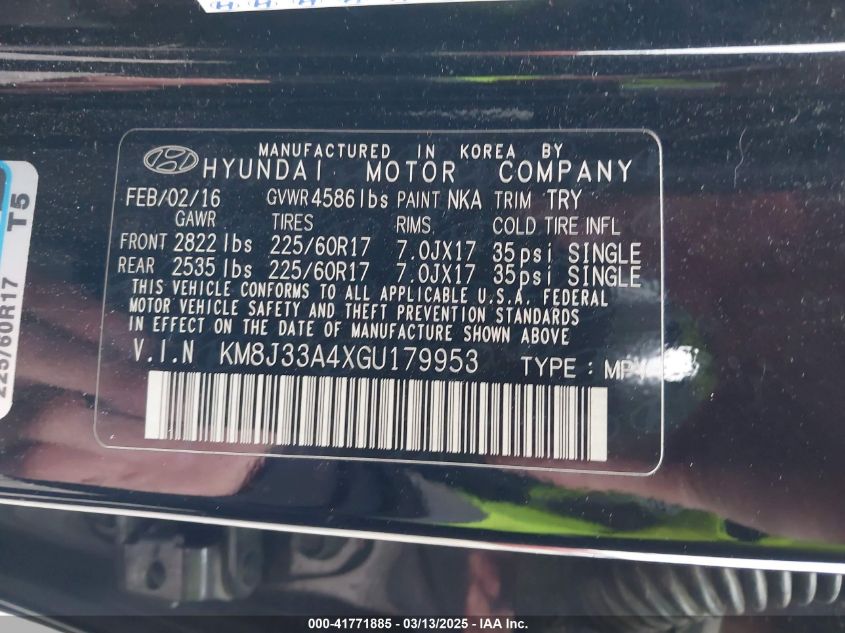 MANUFACTURED IN KOREA BY
HYUNDAI MOTOR COMPANY
FEB/02/16 GVWR 4586 lbs PAINT NKA TRIM TRY
GAWR TIRES RIMS. COLD TIRE INFL
FRONT 2822 lbs 225/60R17 7.0JX17 35psi SINGLE
REAR 2535 lbs 225/60R17 7.0JX17 35psi SINGLE
THIS VEHICLE CONFORMS TO ALL APPLICABLE U.S.A. FEDERAL
MOTOR VEHICLE SAFETY AND THEFT PREVENTION STANDARDS
IN EFFECT ON THE DATE OF MANUFACTURE SHOWN ABOVE
V.I.N KM8J33A4XGU179953 TYPE : MPV
225/60R17 T5
000-41771885 | 03/13/2025 - IAA Inc.